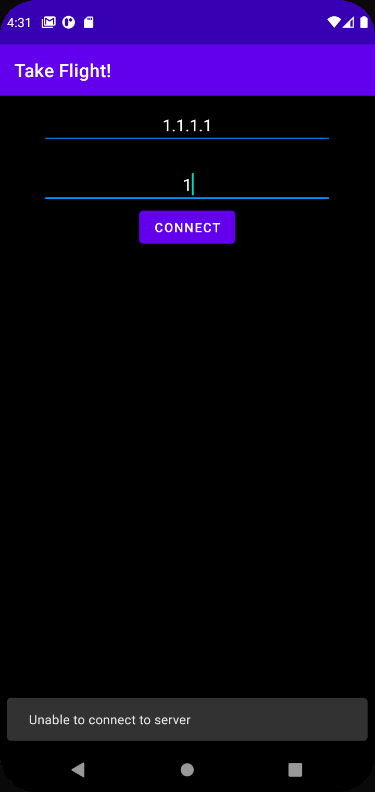 4:31
Take Flight!
1.1.1.1
1
CONNECT
Unable to connect to server